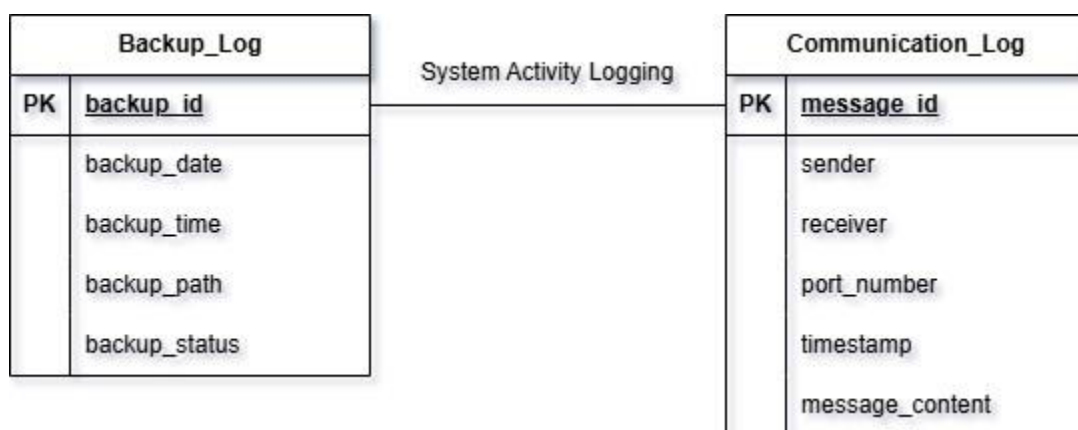 Backup_Log
PK backup_id
backup_date
backup_time
backup_path
backup_status
System Activity Logging
Communication_Log
PK message_id
sender
receiver
port_number
timestamp
message_content